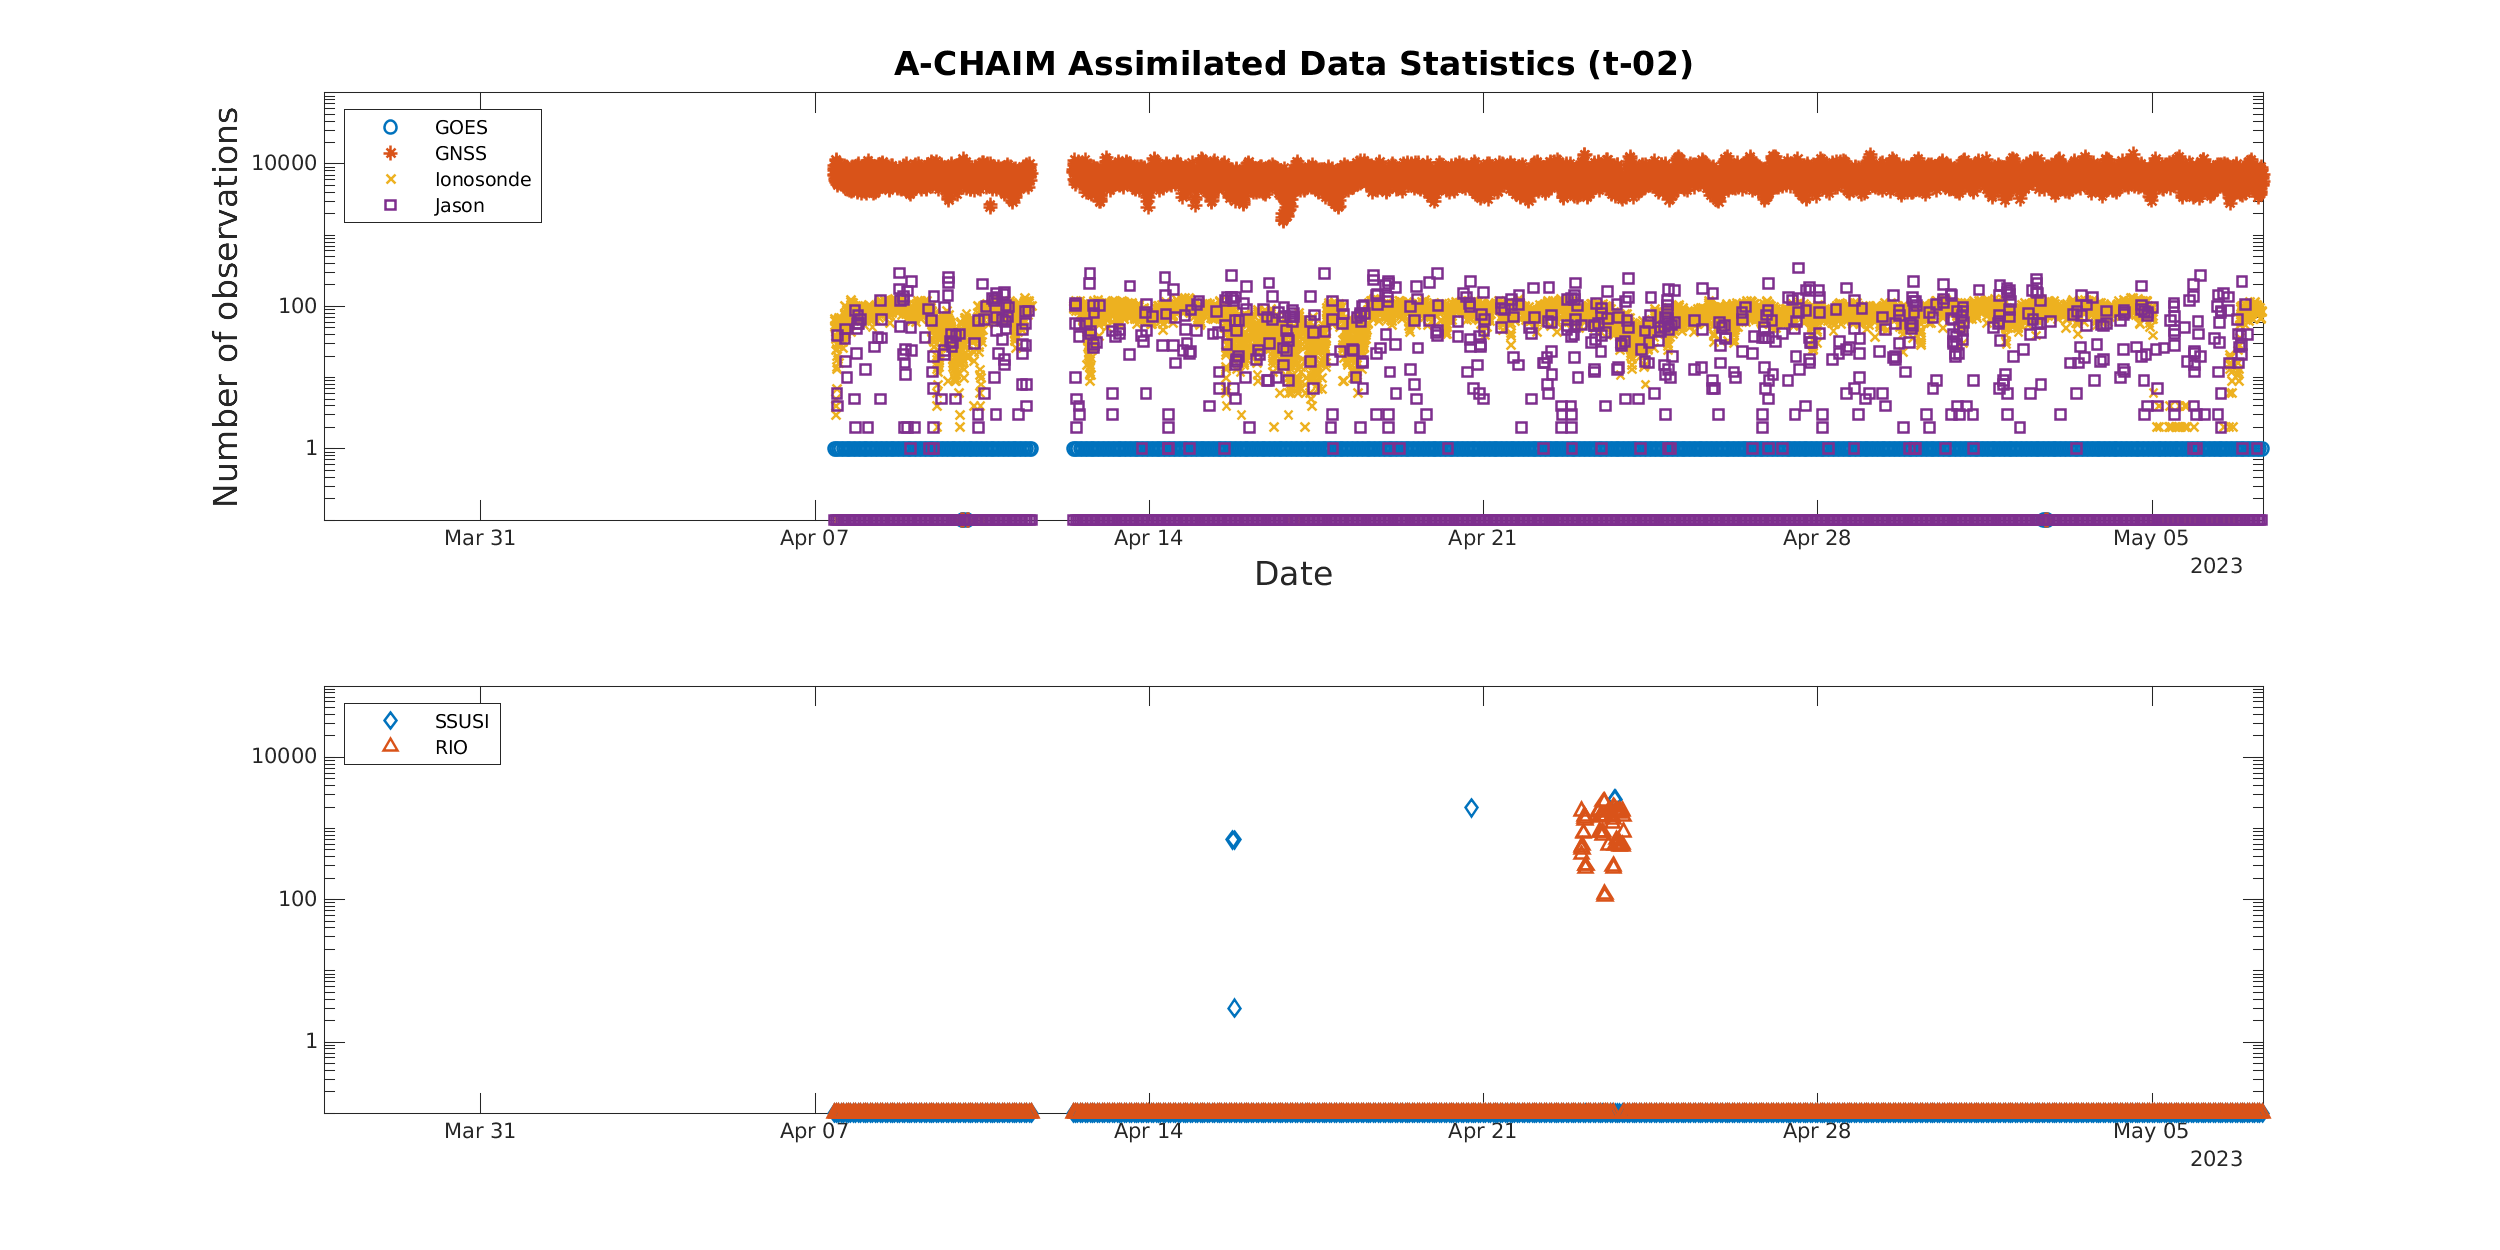 A-CHAIM Assimilated Data Statistics (t-02)
Number of observations
10000
100
1
GOES
GNSS
Ionosonde
Jason
Mar 31
Apr 07
Apr 14
Apr 21
Apr 28
May 05
2023
Date
10000
100
1
SSUSI
RIO
Mar 31
Apr 07
Apr 14
Apr 21
Apr 28
May 05
2023